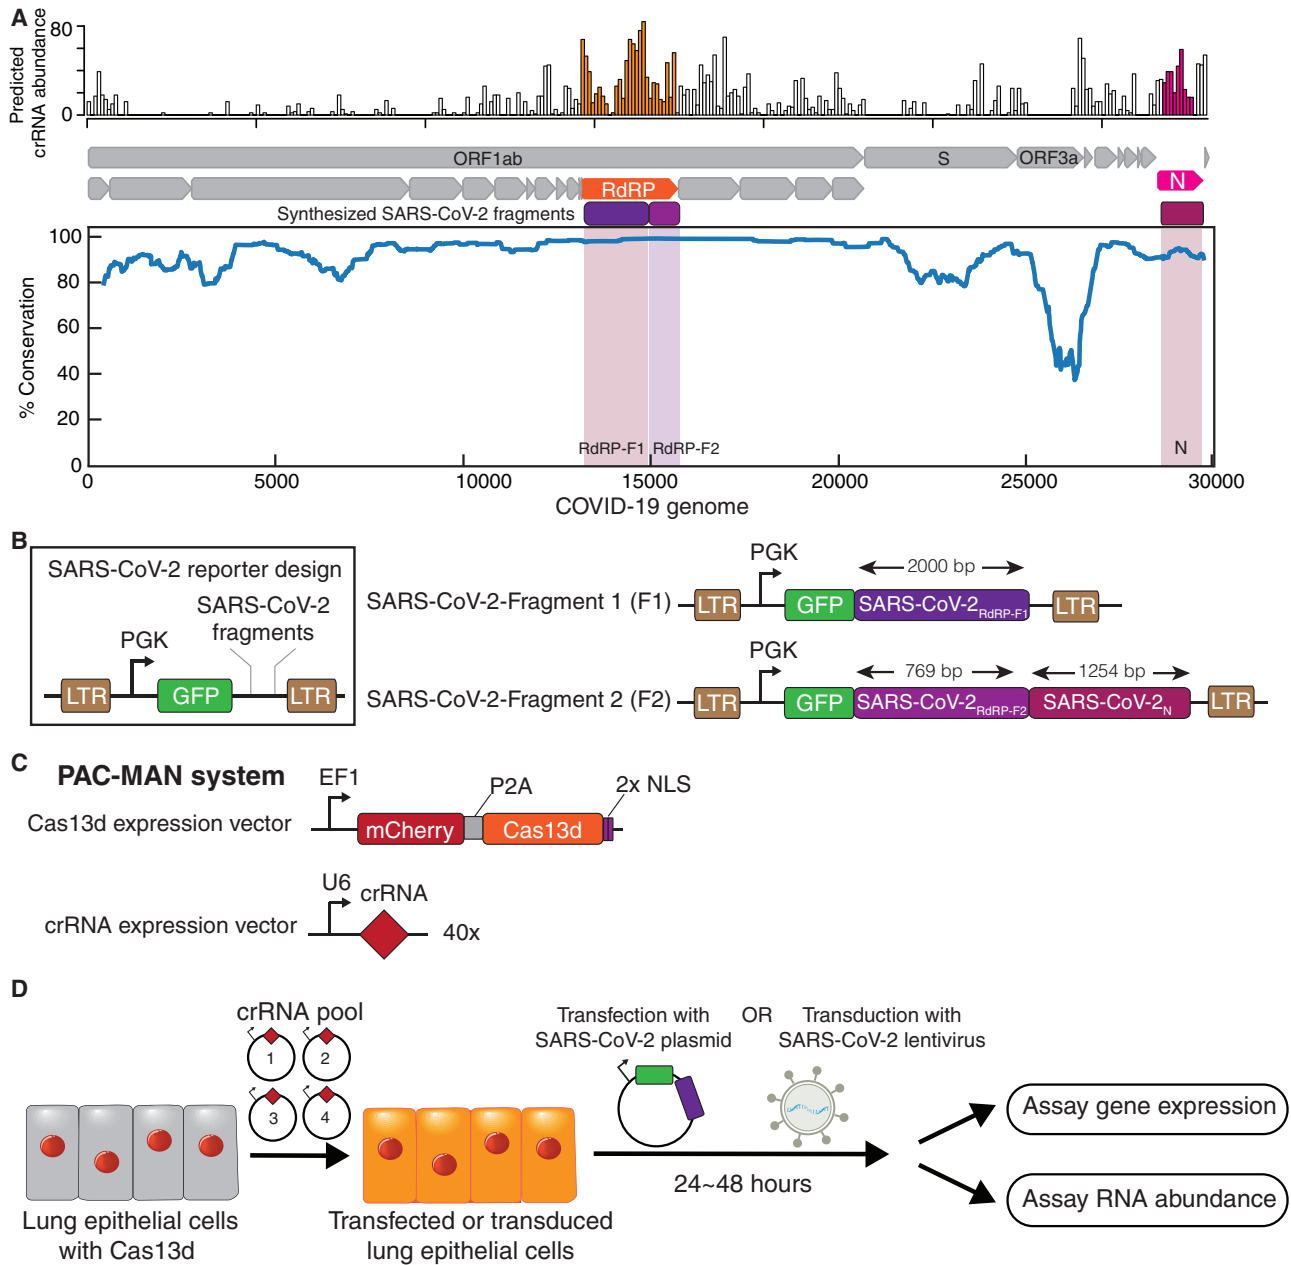 A
Predicted
crRNA abundance
80
0
ORF1ab
S
ORF3a
RdRP
N
Synthesized SARS-CoV-2 fragments
100
80
60
40
20
0
% Conservation
RdRP-F1
RdRP-F2
N
0
5000
10000
15000
20000
25000
30000
COVID-19 genome
B
SARS-CoV-2 reporter design
SARS-CoV-2
fragments
PGK
LTR
GFP
LTR
SARS-CoV-2-Fragment 1 (F1)
PGK
2000 bp
LTR
GFP
SARS-CoV-2RdRP-F1
LTR
SARS-CoV-2-Fragment 2 (F2)
PGK
769 bp
1254 bp
LTR
GFP
SARS-CoV-2RdRP-F2
SARS-CoV-2N
LTR
C
PAC-MAN system
Cas13d expression vector
EF1
P2A
2x NLS
mCherry
Cas13d
crRNA expression vector
U6
crRNA
40x
D
crRNA pool
1
2
3
4
Lung epithelial cells
with Cas13d
Transfected or transduced
lung epithelial cells
Transfection with
SARS-CoV-2 plasmid
OR
Transduction with
SARS-CoV-2 lentivirus
24~48 hours
Assay gene expression
Assay RNA abundance